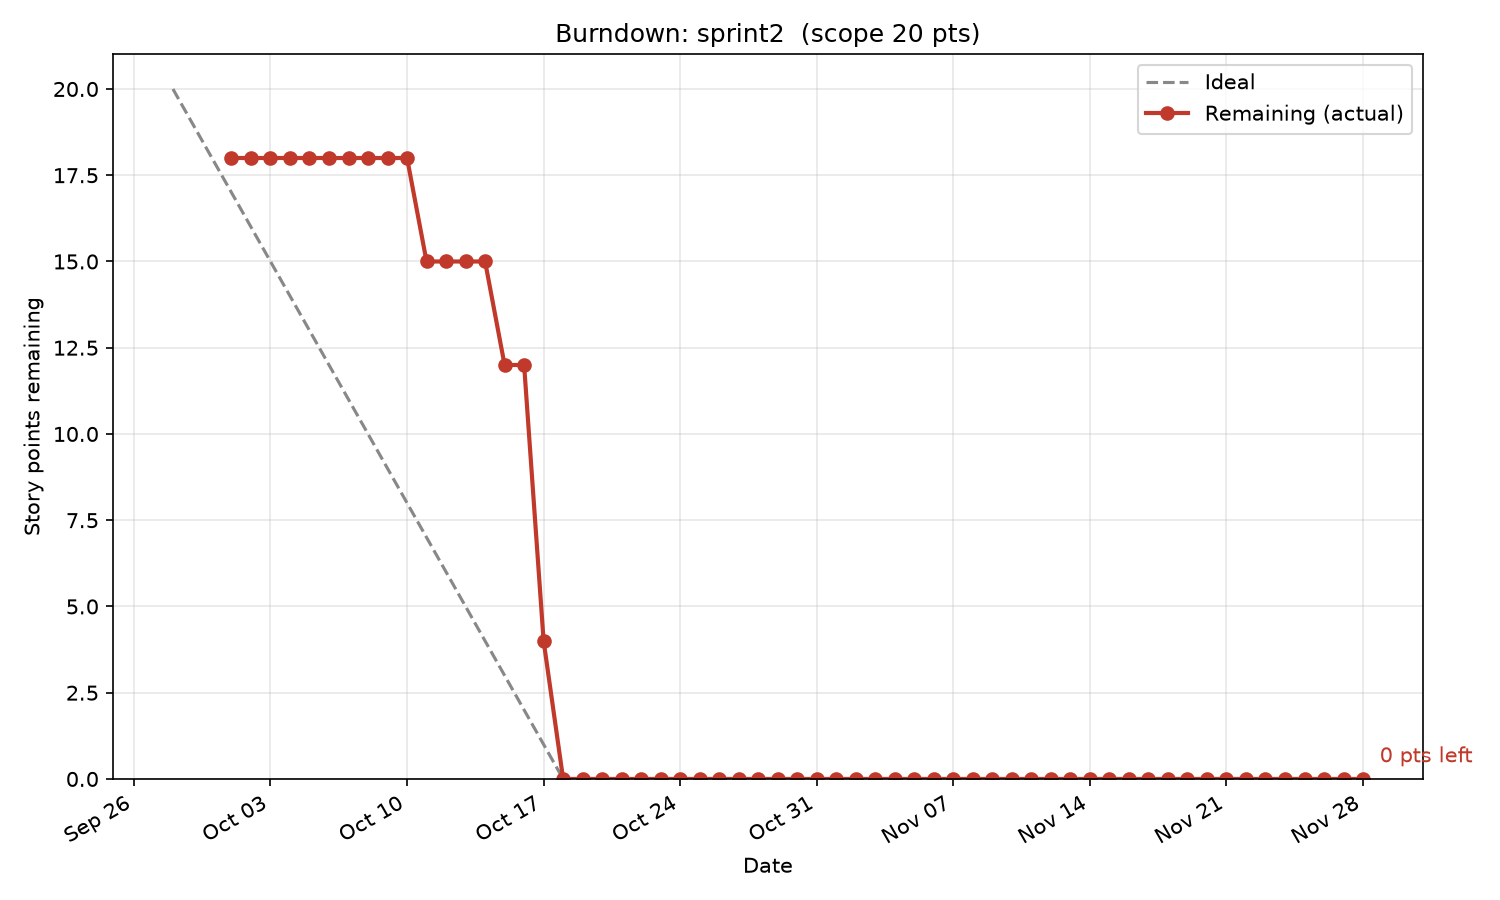 Burndown: sprint2  (scope 20 pts)
Ideal
Remaining (actual)
Story points remaining
20.0
17.5
15.0
12.5
10.0
7.5
5.0
2.5
0.0
0 pts left
Sep 26
Oct 03
Oct 10
Oct 17
Oct 24
Oct 31
Nov 07
Nov 14
Nov 21
Nov 28
Date